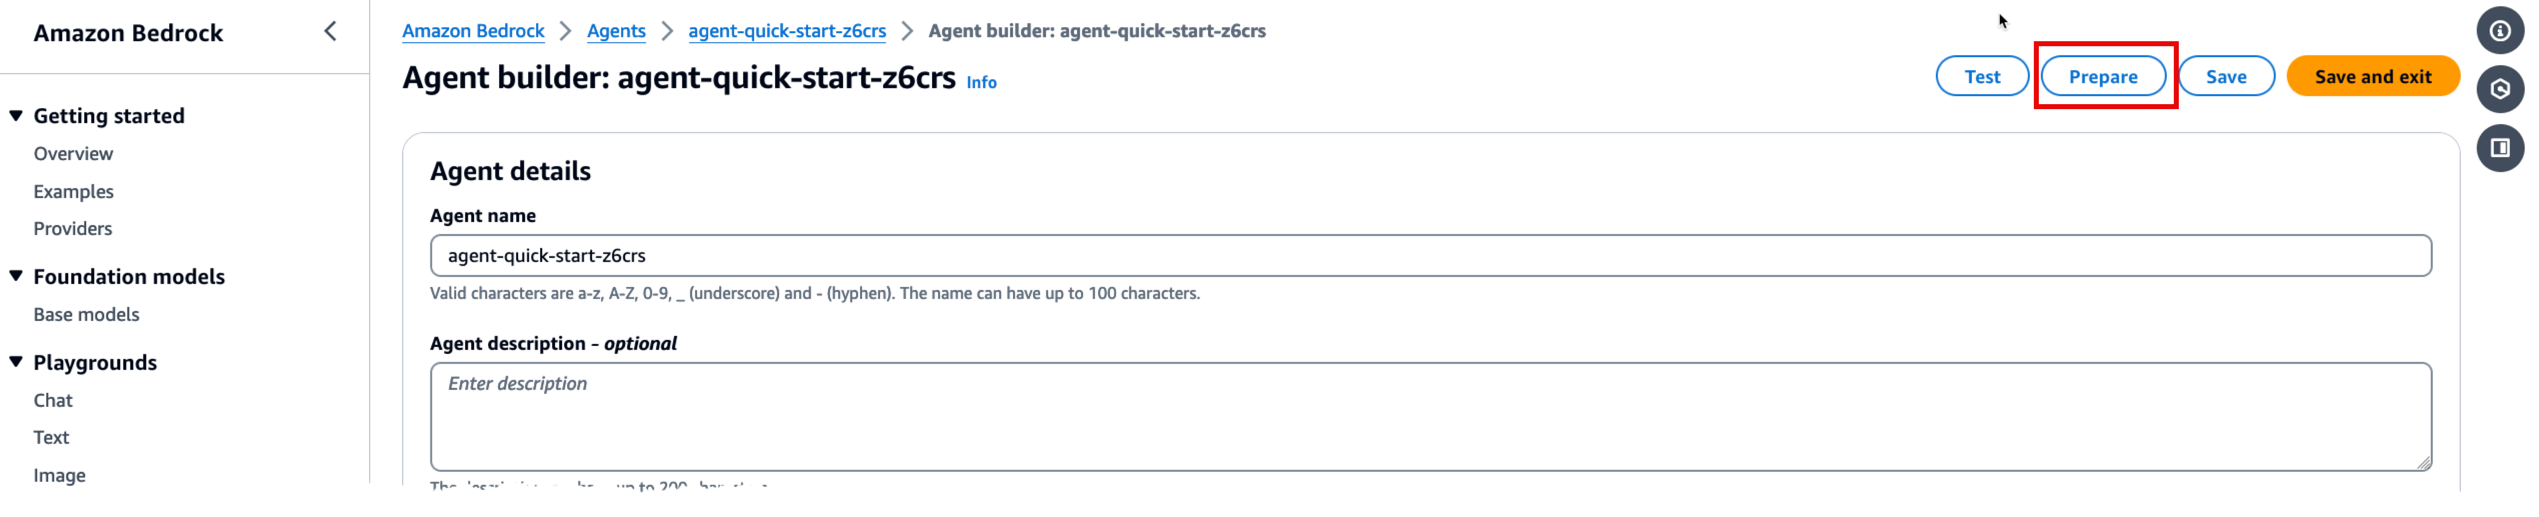 Amazon Bedrock
Getting started
Overview
Examples
Providers
Foundation models
Base models
Playgrounds
Chat
Text
Image
Amazon Bedrock > Agents > agent-quick-start-z6crs > Agent builder: agent-quick-start-z6crs
Agent builder: agent-quick-start-z6crs Info
Test Prepare Save Save and exit
Agent details
Agent name
agent-quick-start-z6crs
Valid characters are a-z, A-Z, 0-9, _ (underscore) and - (hyphen). The name can have up to 100 characters.
Agent description - optional
Enter description